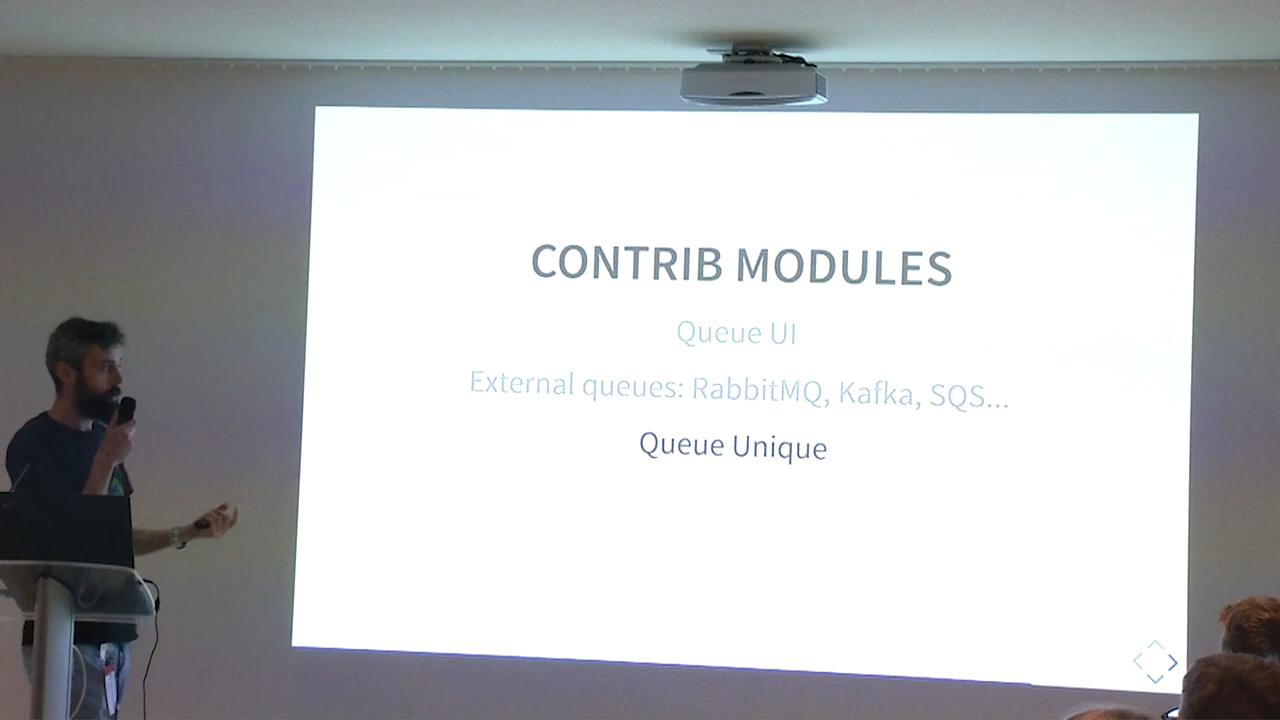 CONTRIB MODULES
Queue UI
External queues: RabbitMQ, Kafka, SQS...
Queue Unique